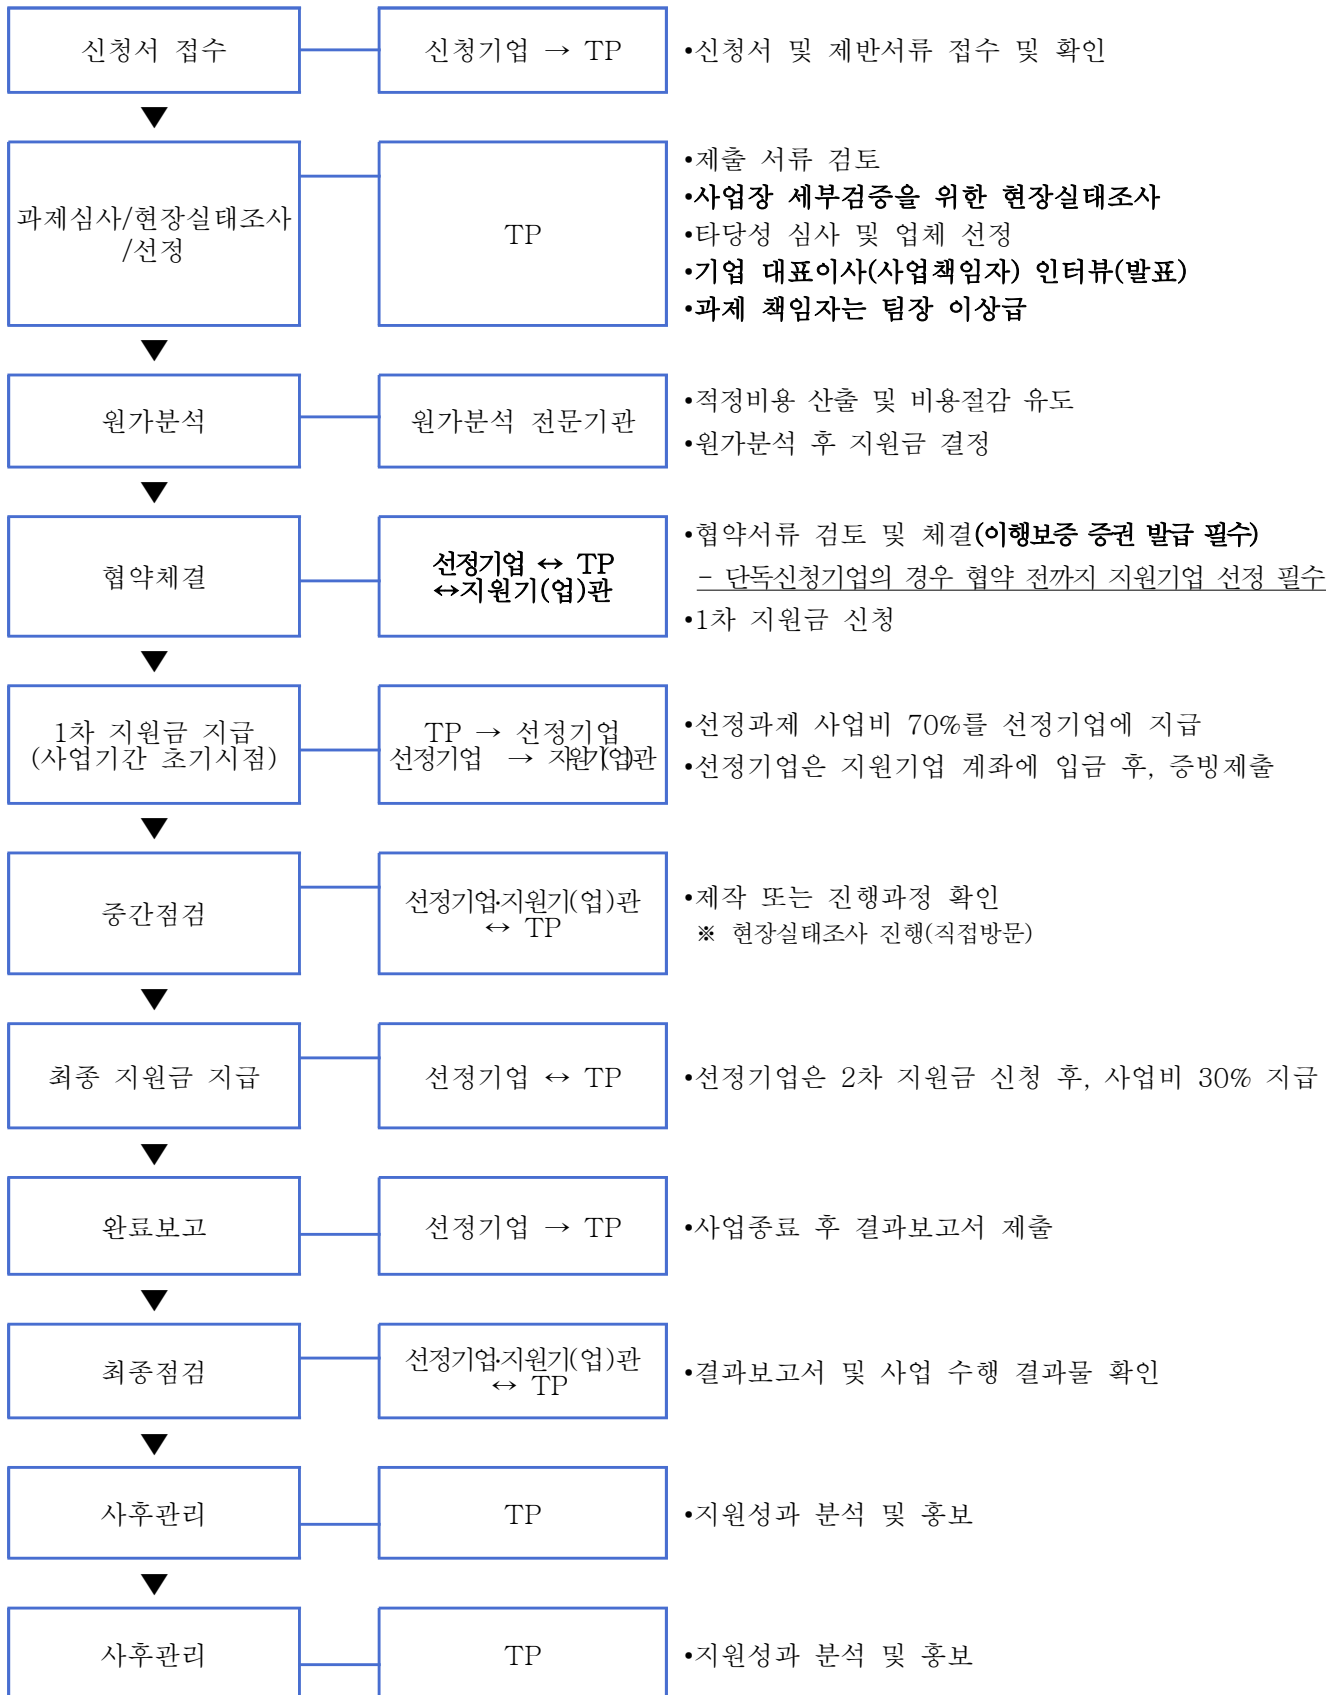 신청서 접수
신청기업 → TP
•신청서 및 제반서류 접수 및 확인
▼
과제심사/현장실태조사
/선정
TP
•제출 서류 검토
•사업장 세부검증을 위한 현장실태조사
•타당성 심사 및 업체 선정
•기업 대표이사(사업책임자) 인터뷰(발표)
•과제 책임자는 팀장 이상급
▼
원가분석
원가분석 전문기관
•적정비용 산출 및 비용절감 유도
•원가분석 후 지원금 결정
▼
협약체결
선정기업 ↔ TP
↔지원기(업)관
•협약서류 검토 및 체결(이행보증 증권 발급 필수)
- 단독신청기업의 경우 협약 전까지 지원기업 선정 필수
•1차 지원금 신청
▼
1차 지원금 지급
(사업기간 초기시점)
TP → 선정기업
선정기업 → 지원기(업)관
•선정과제 사업비 70%를 선정기업에 지급
•선정기업은 지원기업 계좌에 입금 후, 증빙제출
▼
중간점검
선정기업·지원기(업)관
↔ TP
•제작 또는 진행과정 확인
※ 현장실태조사 진행(직접방문)
▼
최종 지원금 지급
선정기업 ↔ TP
•선정기업은 2차 지원금 신청 후, 사업비 30% 지급
▼
완료보고
선정기업 → TP
•사업종료 후 결과보고서 제출
▼
최종점검
선정기업·지원기(업)관
↔ TP
•결과보고서 및 사업 수행 결과물 확인
▼
사후관리
TP
•지원성과 분석 및 홍보
▼
사후관리
TP
•지원성과 분석 및 홍보